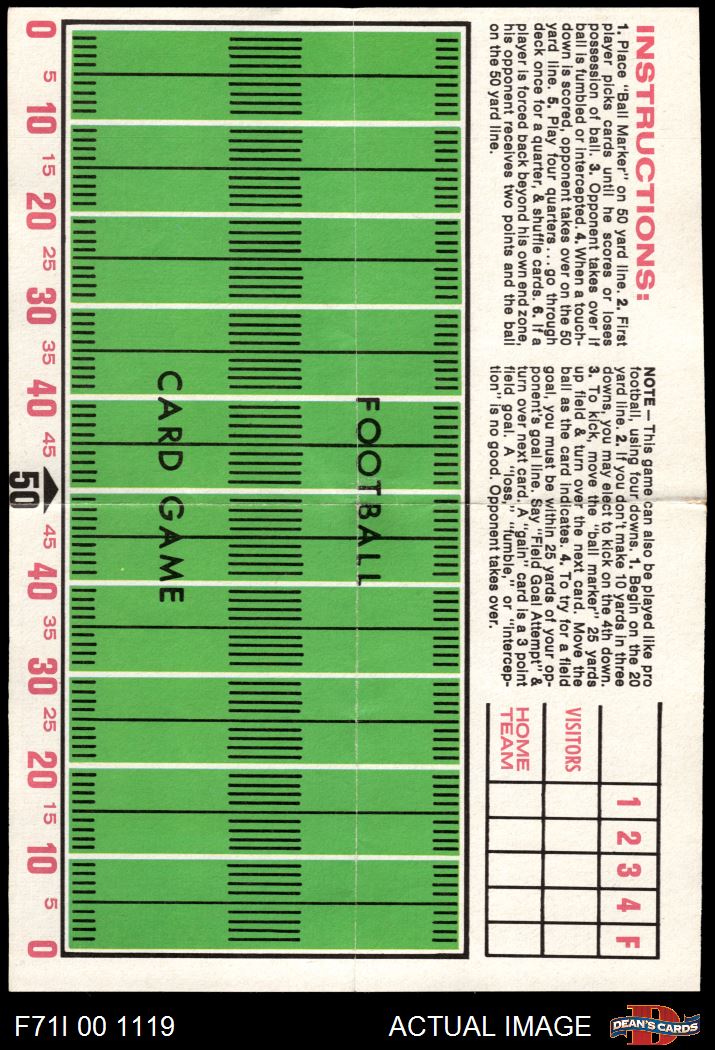 INSTRUCTIONS:
1. Place "Ball Marker" on 50 yard line. 2. First
player picks cards until he scores or loses
possession of ball. 3. Opponent takes over if
ball is fumbled or intercepted. 4. When a touch-
down is scored, opponent takes over on the 50
yard line. 5. Play four quarters...go through
deck once for a quarter, & shuffle cards. 6. If a
player is forced back beyond his own end zone,
his opponent receives two points and the ball
on the 50 yard line.
NOTE—This game can also be played like pro
football, using four downs. 1. Begin on the 20
yard line. 2. If you don't make 10 yards in three
downs, you may elect to kick on the 4th down.
3. To kick, move the "ball marker" 25 yards
up field & turn over the next card. Move the
ball as the card indicates. 4. To try for a field
goal, you must be within 25 yards of your op-
ponent's goal line. Say "Field Goal Attempt" &
turn over next card. A "gain" card is a 3 point
field goal. A "loss," "fumble," or "intercep-
tion" is no good. Opponent takes over.
1 2 3 4 F
VISITORS
HOME
TEAM
FOOTBALL
CARD GAME
0 5 10 15 20 25 30 35 40 45 50 45 40 35 30 25 20 15 10 5 0
F71I 00 1119
ACTUAL IMAGE
D
DEAN'S CARDS